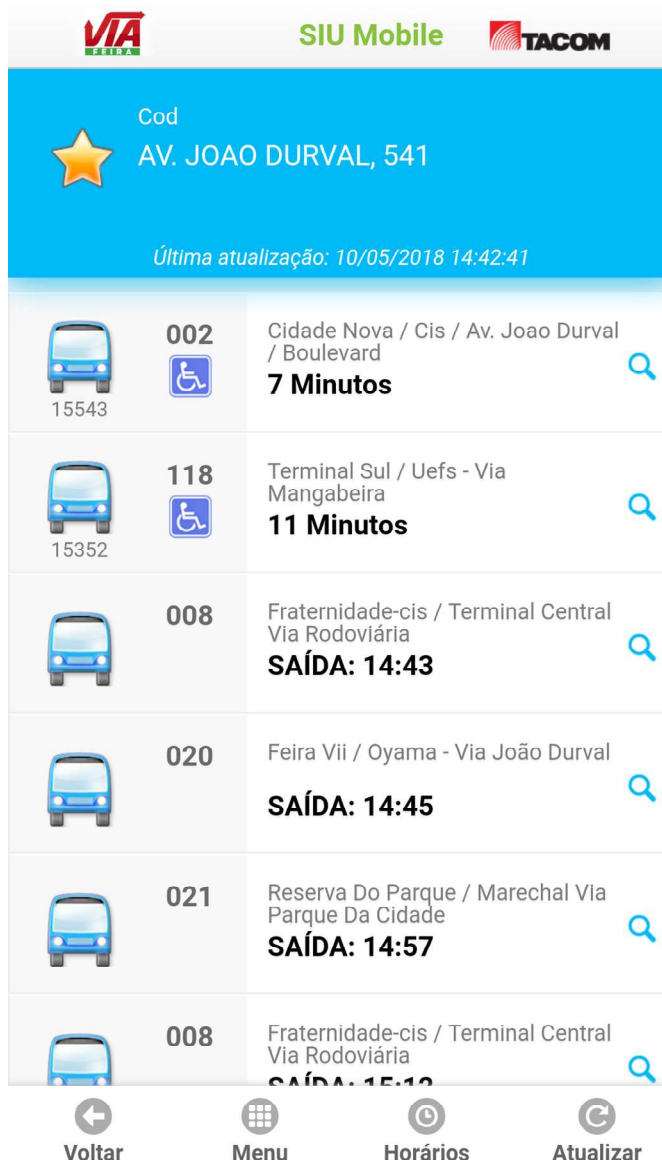 VIA
FEIRA
SIU Mobile
TACOM
Cod
AV. JOAO DURVAL, 541
Última atualização: 10/05/2018 14:42:41
002
Cidade Nova / Cis / Av. Joao Durval
/ Boulevard
7 Minutos
15543
118
Terminal Sul / Uefs - Via
Mangabeira
11 Minutos
15352
008
Fraternidade-cis / Terminal Central
Via Rodoviária
SAÍDA: 14:43
020
Feira Vii / Oyama - Via João Durval
SAÍDA: 14:45
021
Reserva Do Parque / Marechal Via
Parque Da Cidade
SAÍDA: 14:57
008
Fraternidade-cis / Terminal Central
Via Rodoviária
SAÍDA: 15:12
Voltar
Menu
Horários
Atualizar